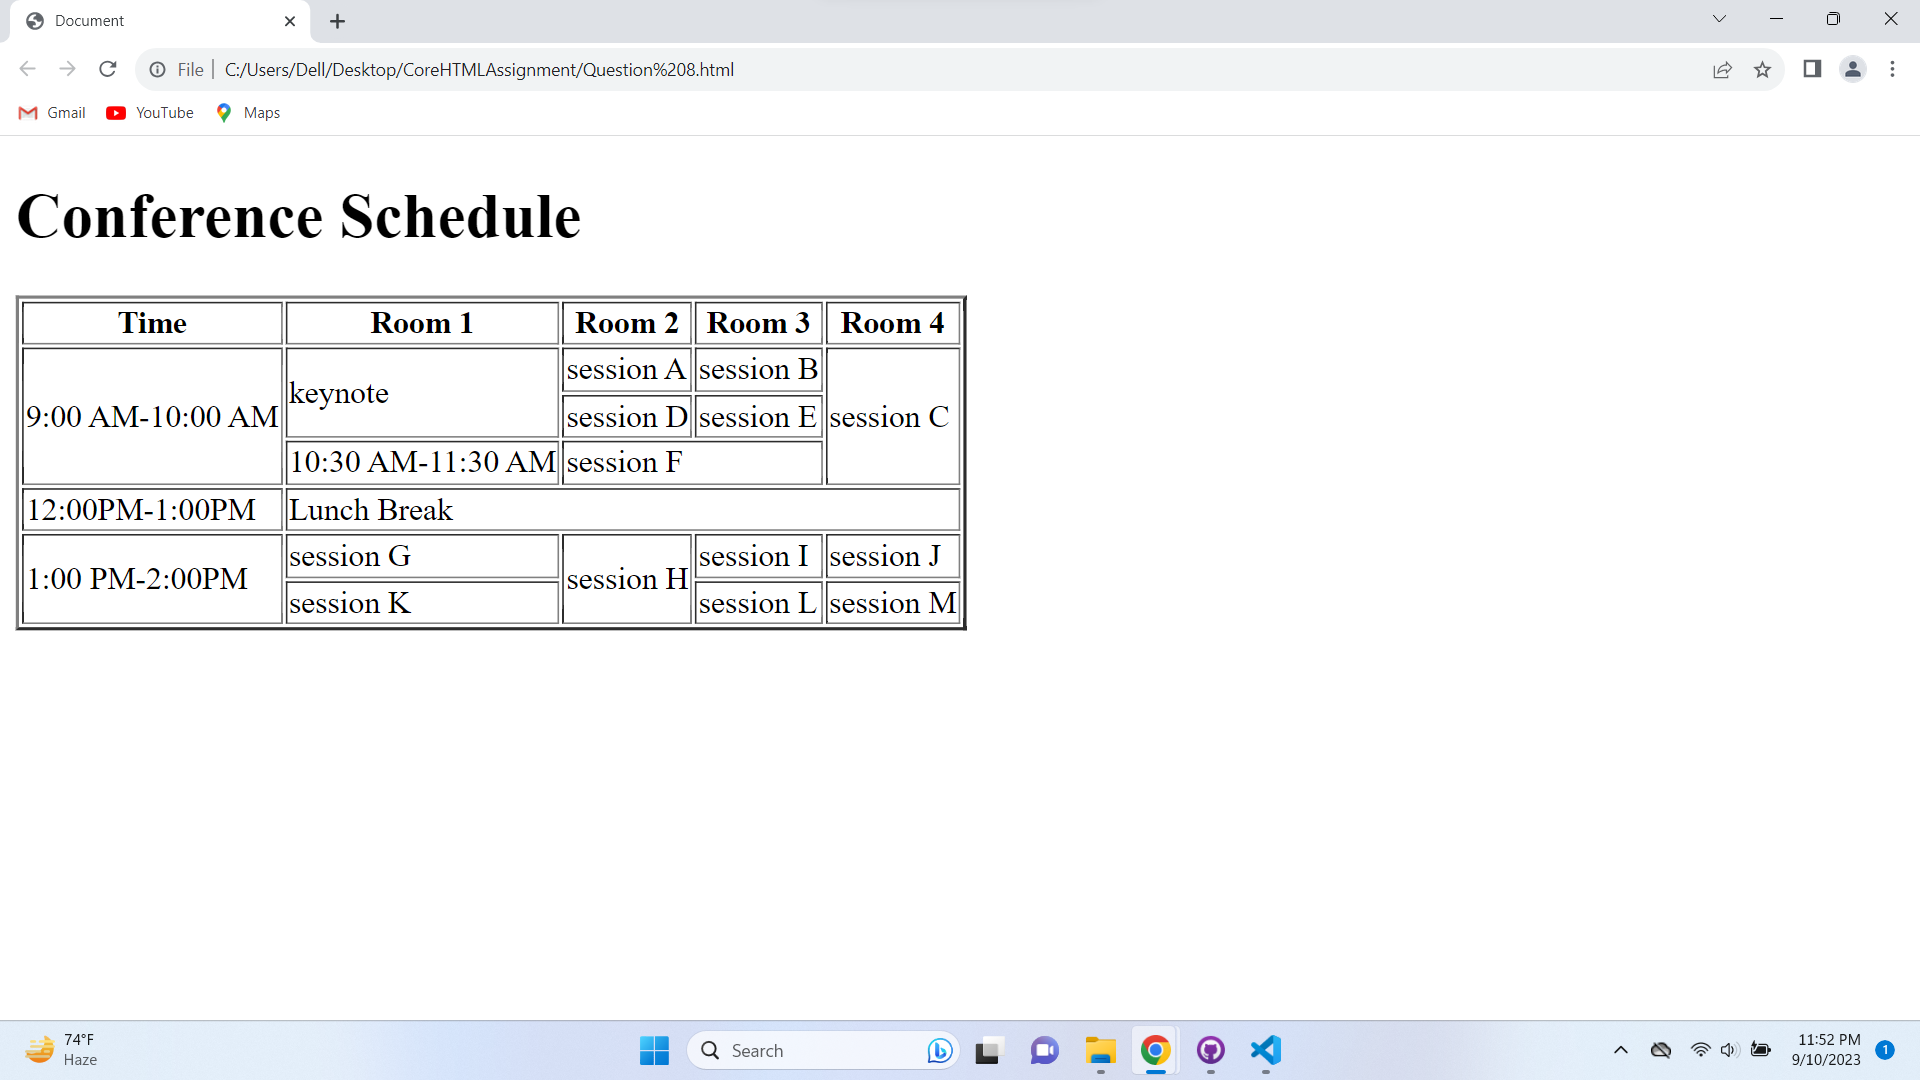 Document
File C:/Users/Dell/Desktop/CoreHTMLAssignment/Question%208.html
Gmail YouTube Maps
Conference Schedule
Time Room 1 Room 2 Room 3 Room 4
9:00 AM-10:00 AM keynote session A session B session C
session D session E
10:30 AM-11:30 AM session F
12:00PM-1:00PM Lunch Break
1:00 PM-2:00PM session G session H session I session J
session K session L session M
74°F
Haze
Search
11:52 PM
9/10/2023
1